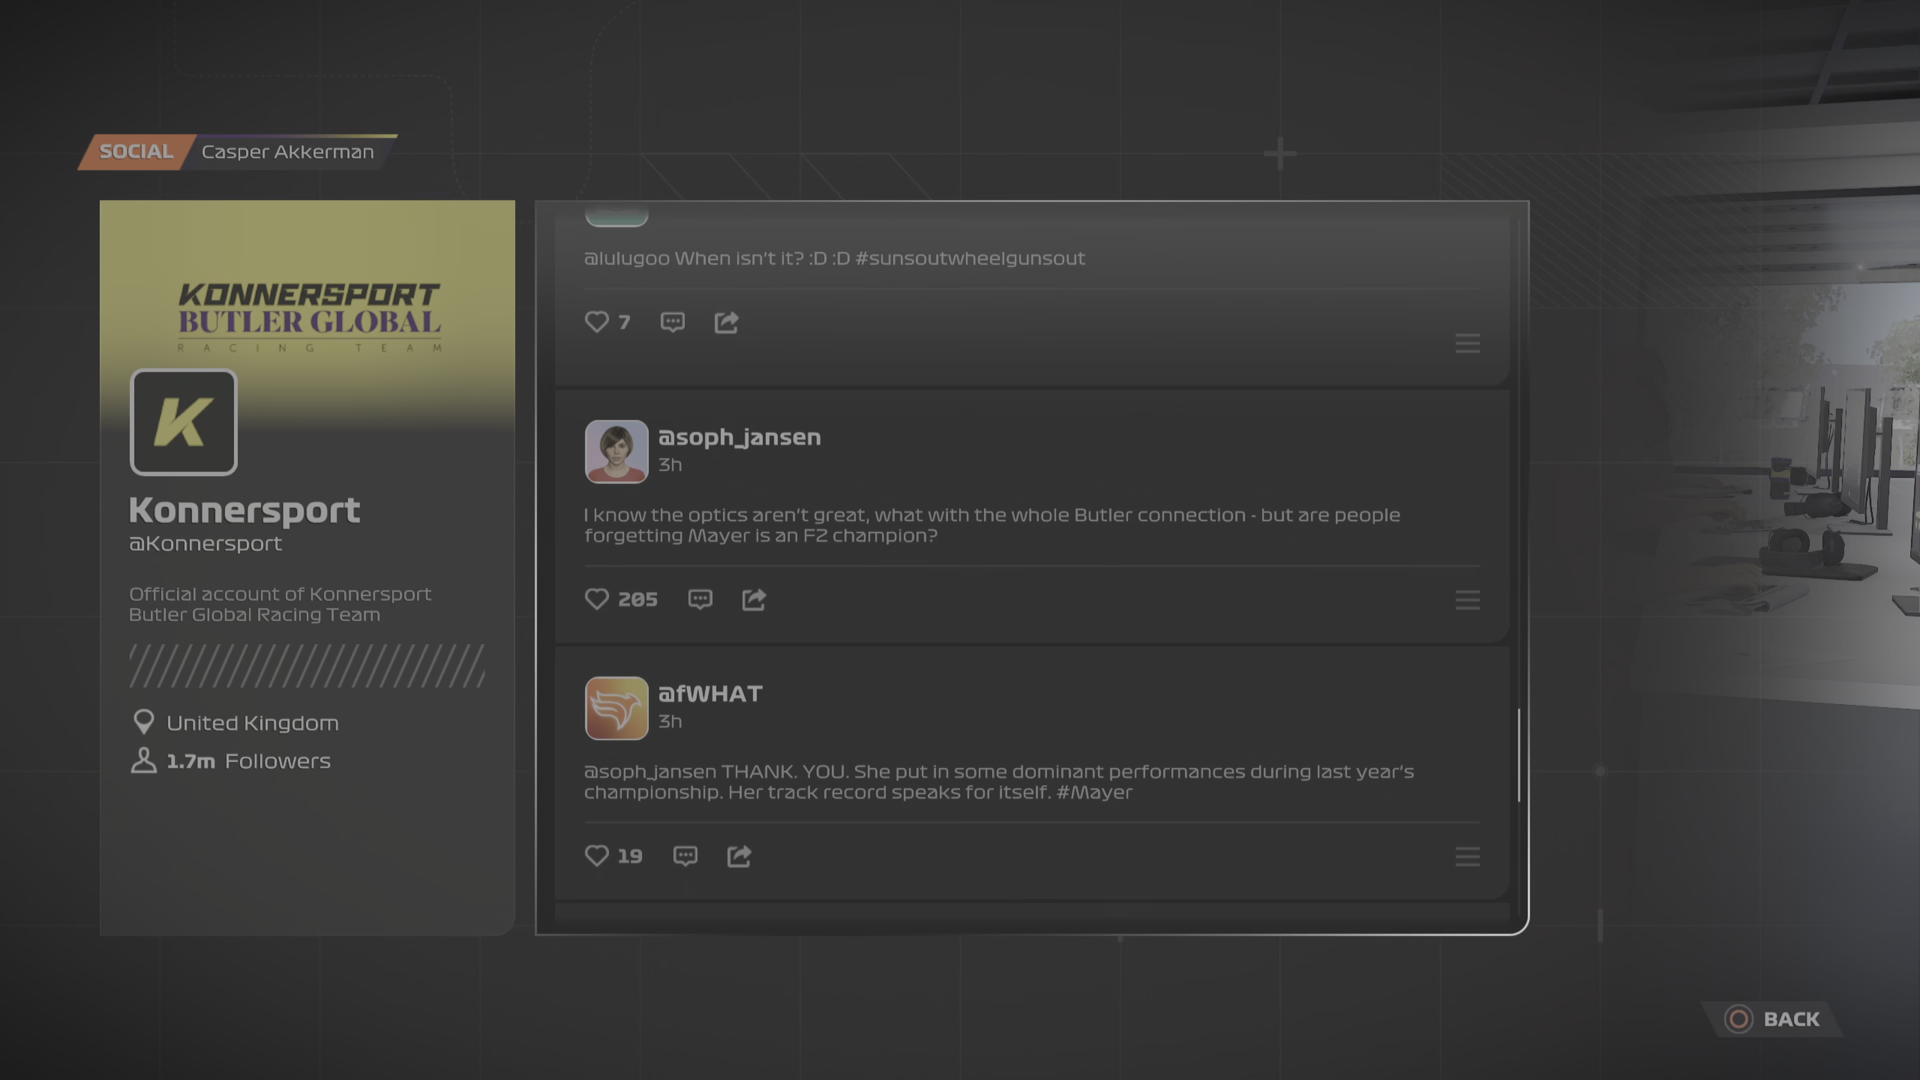 SOCIAL Casper Akkerman
KONNERSPORT
BUTLER GLOBAL
RACING TEAM
K
Konnersport
@Konnersport
Official account of Konnersport
Butler Global Racing Team
United Kingdom
1.7m Followers
@lulugoo When isn't it? :D :D #sunsoutwheelgunsout
7
@soph_jansen
3h
I know the optics aren't great, what with the whole Butler connection - but are people
forgetting Mayer is an F2 champion?
205
@fWHAT
3h
@soph_jansen THANK. YOU. She put in some dominant performances during last year's
championship. Her track record speaks for itself. #Mayer
19
BACK